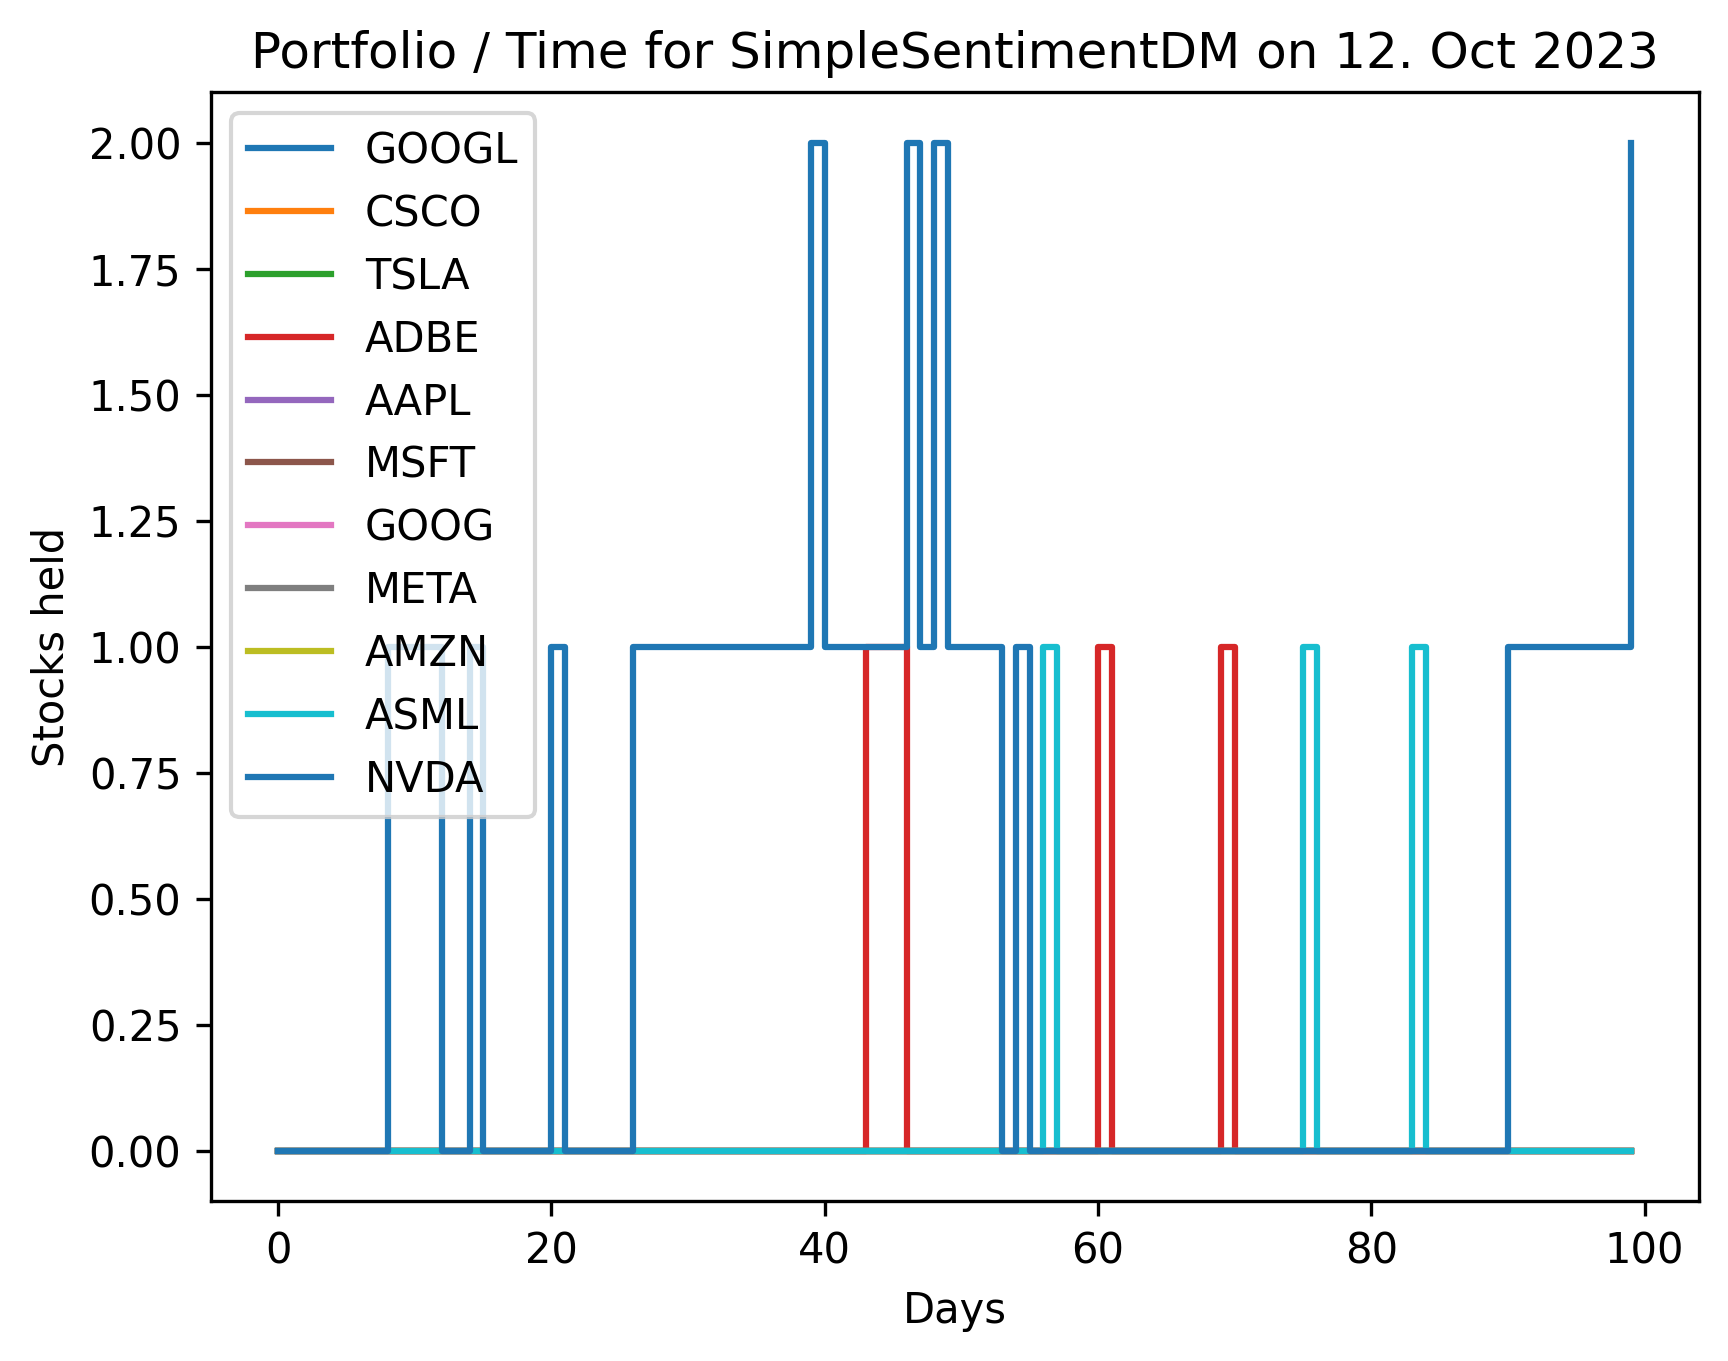 Portfolio / Time for SimpleSentimentDM on 12. Oct 2023
GOOGL
CSCO
TSLA
ADBE
AAPL
MSFT
GOOG
META
AMZN
ASML
NVDA
Stocks held
2.00
1.75
1.50
1.25
1.00
0.75
0.50
0.25
0.00
0 20 40 60 80 100
Days